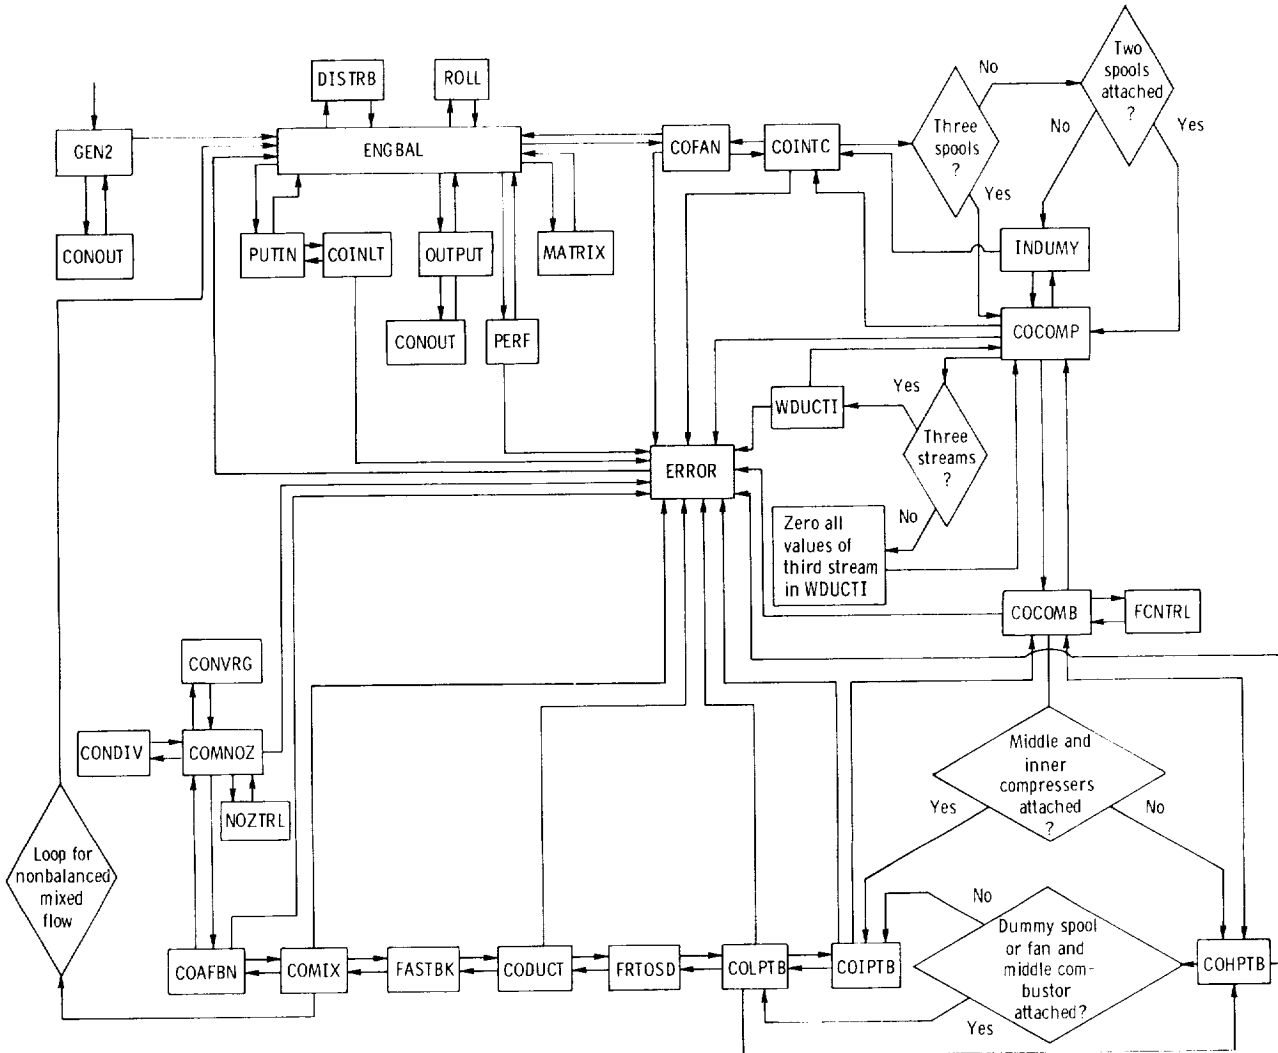 Two
spools
attached
?
No
Yes
No
Three
spools
?
Yes
DISTRB
ROLL
GEN2
ENGBAL
COFAN
COINTC
CONOUT
PUTIN
COINLT
OUTPUT
MATRIX
INDUMY
CONOUT
PERF
COCOMP
WDUCTI
Yes
Three
streams
?
No
ERROR
Zero all
values of
third stream
in WDUCTI
COCOMB
FCNTRL
CONVRG
CONDIV
COMNOZ
NOZTRL
Middle and
inner
compressers
attached
?
Yes
No
Loop for
nonbalanced
mixed
flow
No
Dummy spool
or fan and
middle com-
bustor
attached?
Yes
COAFBN
COMIX
FASTBK
CODUCT
FRTOSD
COLPTB
COIPTB
COHPTB